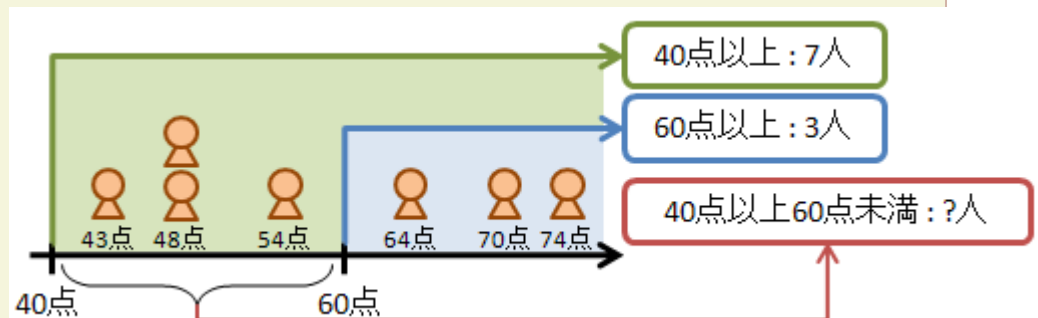 40点以上 : 7人
60点以上 : 3人
40点以上60点未満 : ?人
43点 48点 54点 64点 70点 74点
40点 60点